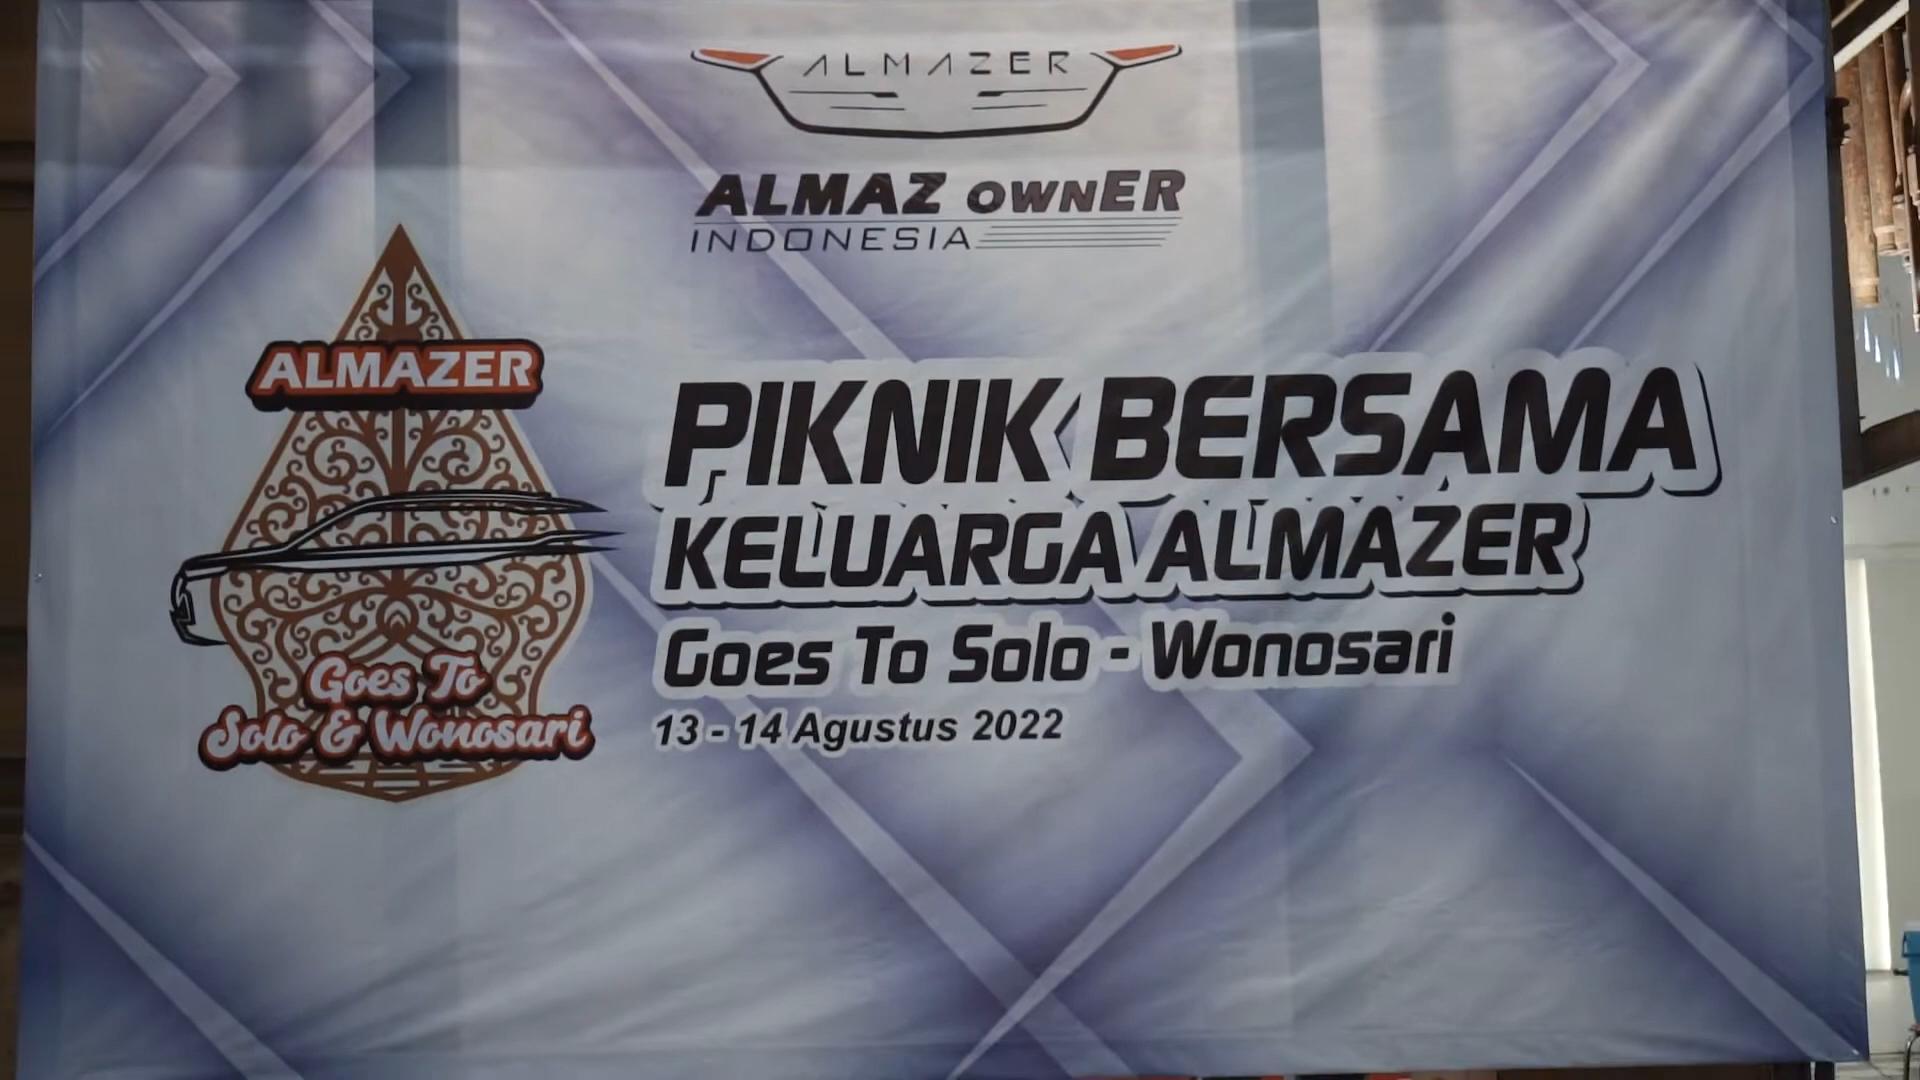 ALMAZER
ALMAZ OWNER
INDONESIA
ALMAZER
Goes To
Solo & Wonosari
PIKNIK BERSAMA
KELUARGA ALMAZER
Goes To Solo - Wonosari
13 - 14 Agustus 2022